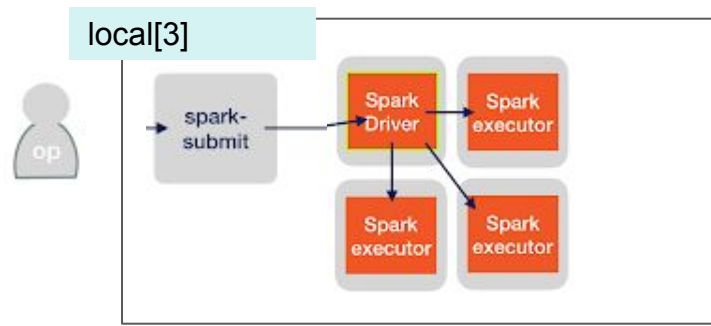 local[3]
op
spark-
submit
Spark
Driver
Spark
executor
Spark
executor
Spark
executor